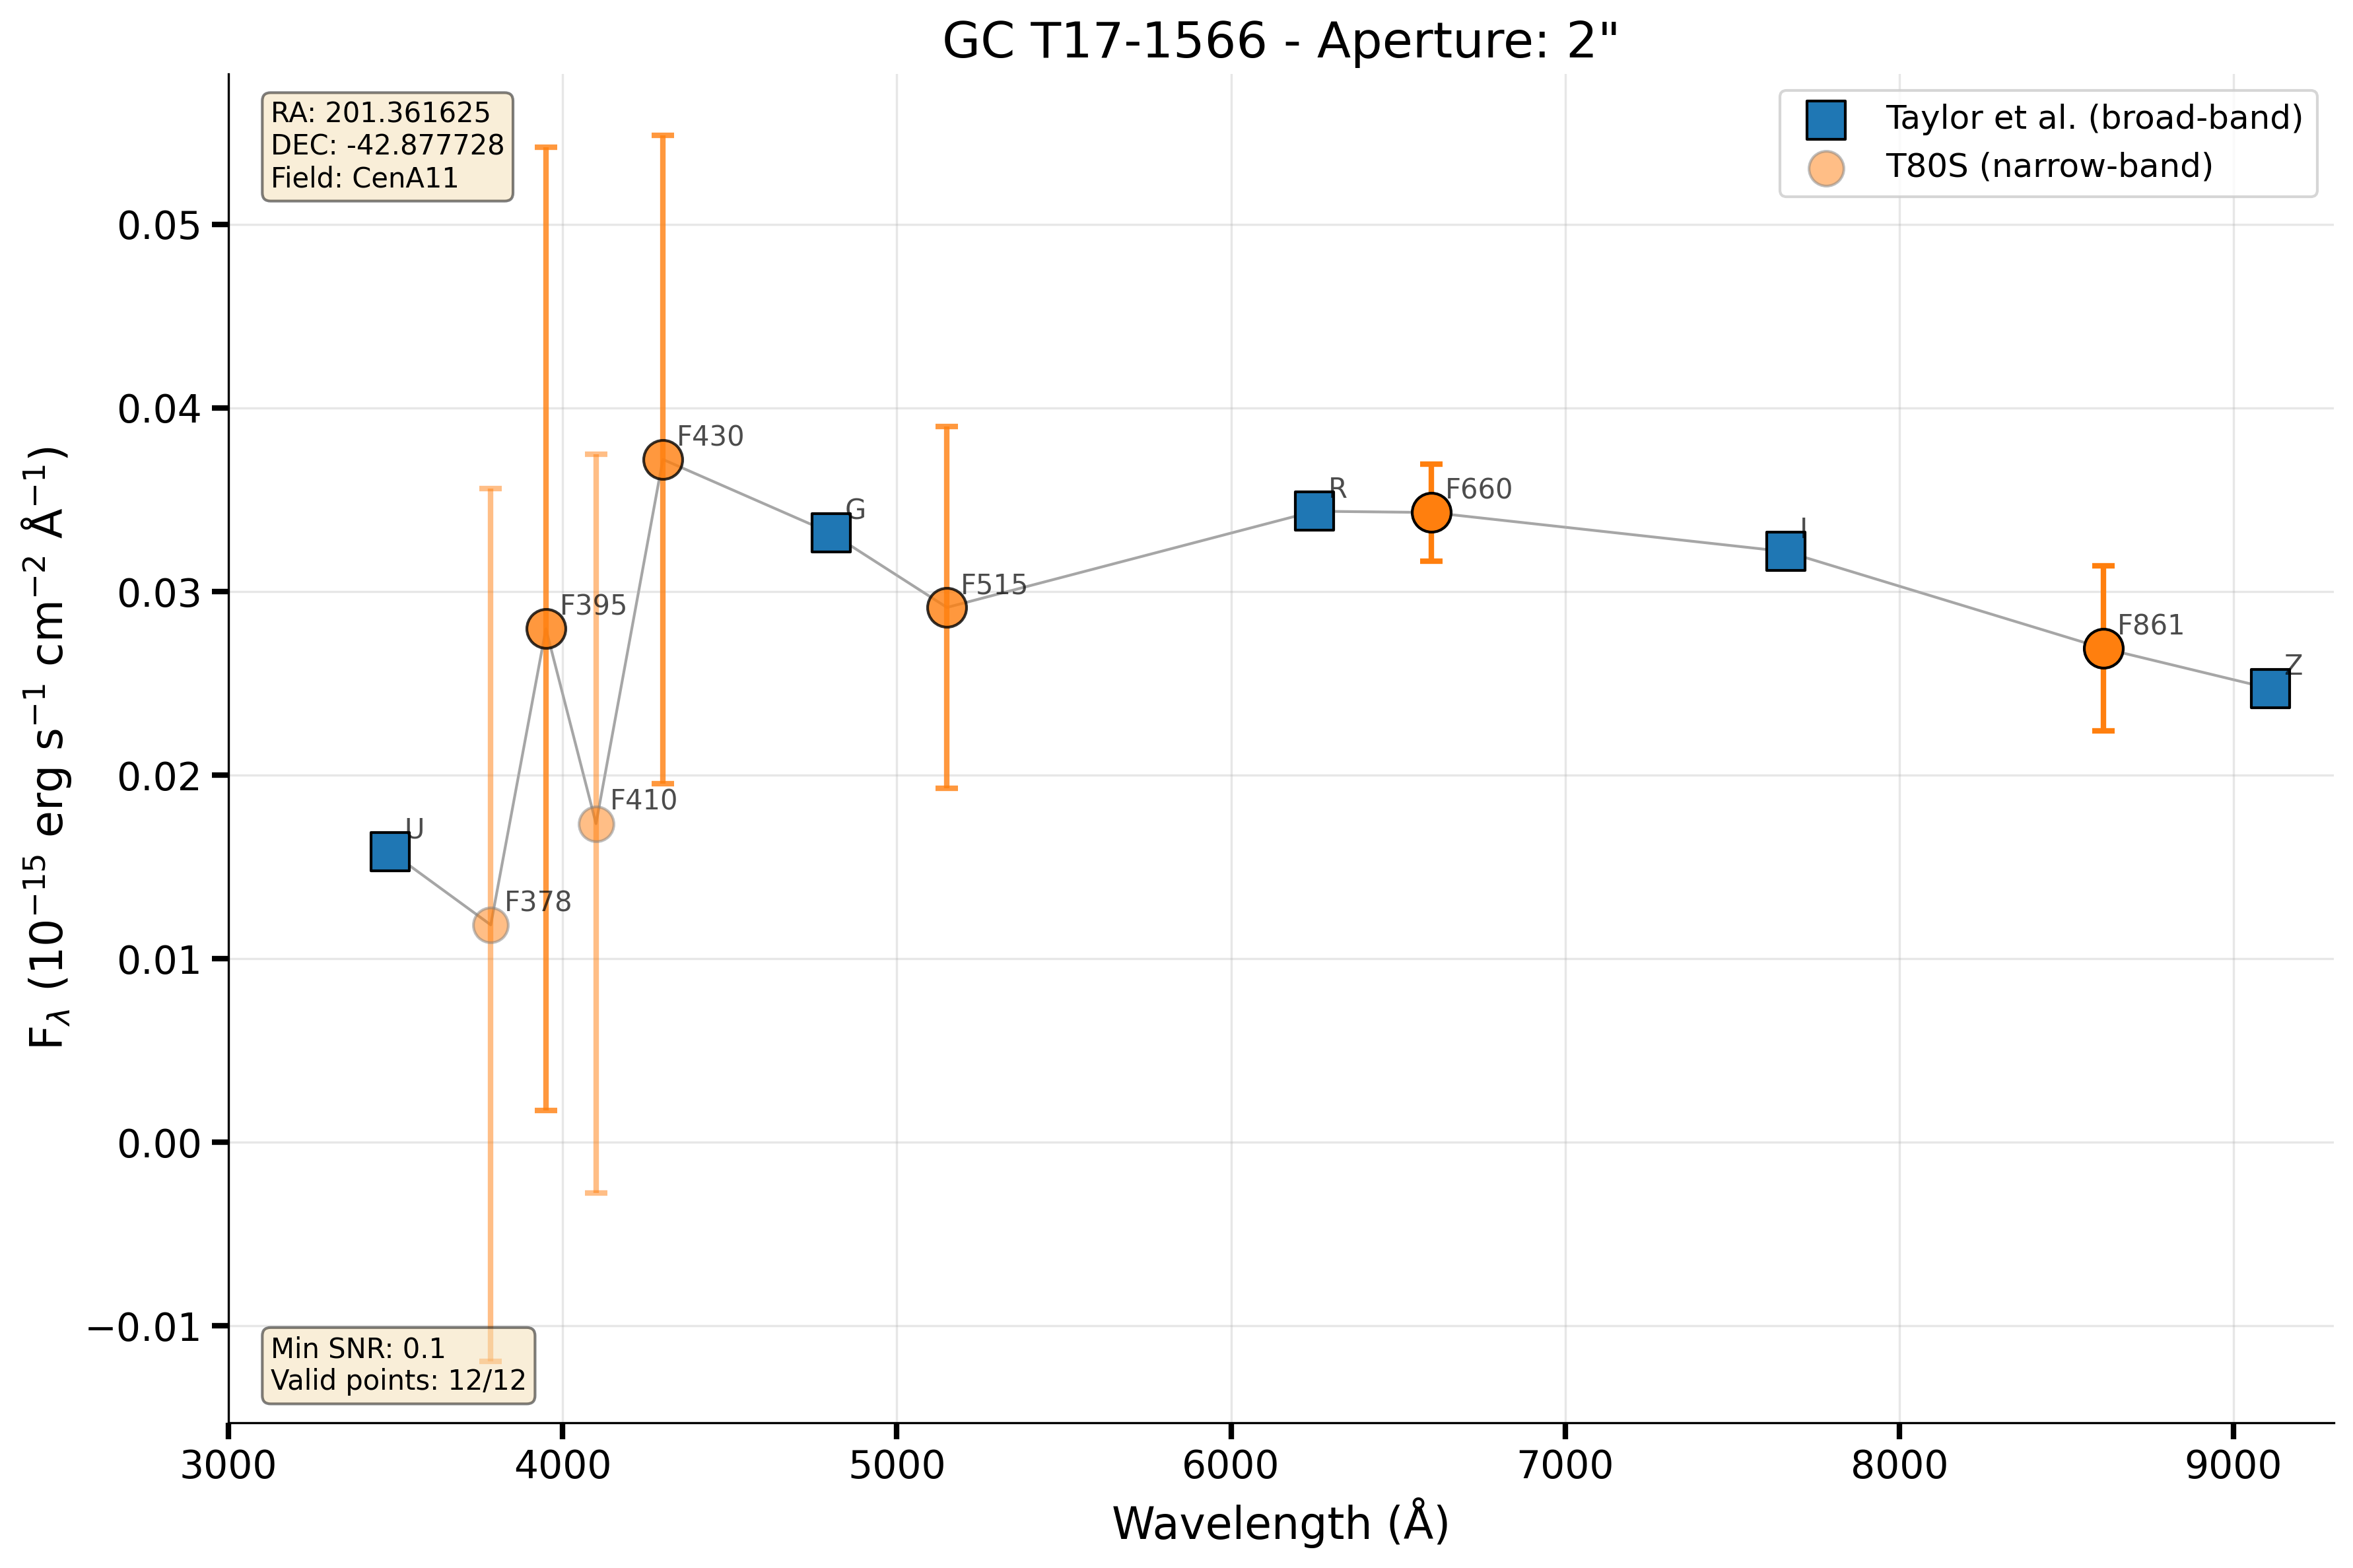 GC T17-1566 - Aperture: 2"
RA: 201.361625
DEC: -42.877728
Field: CenA11
Taylor et al. (broad-band)
T80S (narrow-band)
F_λ (10⁻¹⁵ erg s⁻¹ cm⁻² Å⁻¹)
0.05
0.04
0.03
0.02
0.01
0.00
−0.01
U
F378
F395
F410
F430
G
F515
R
F660
I
F861
Z
Min SNR: 0.1
Valid points: 12/12
3000 4000 5000 6000 7000 8000 9000
Wavelength (Å)